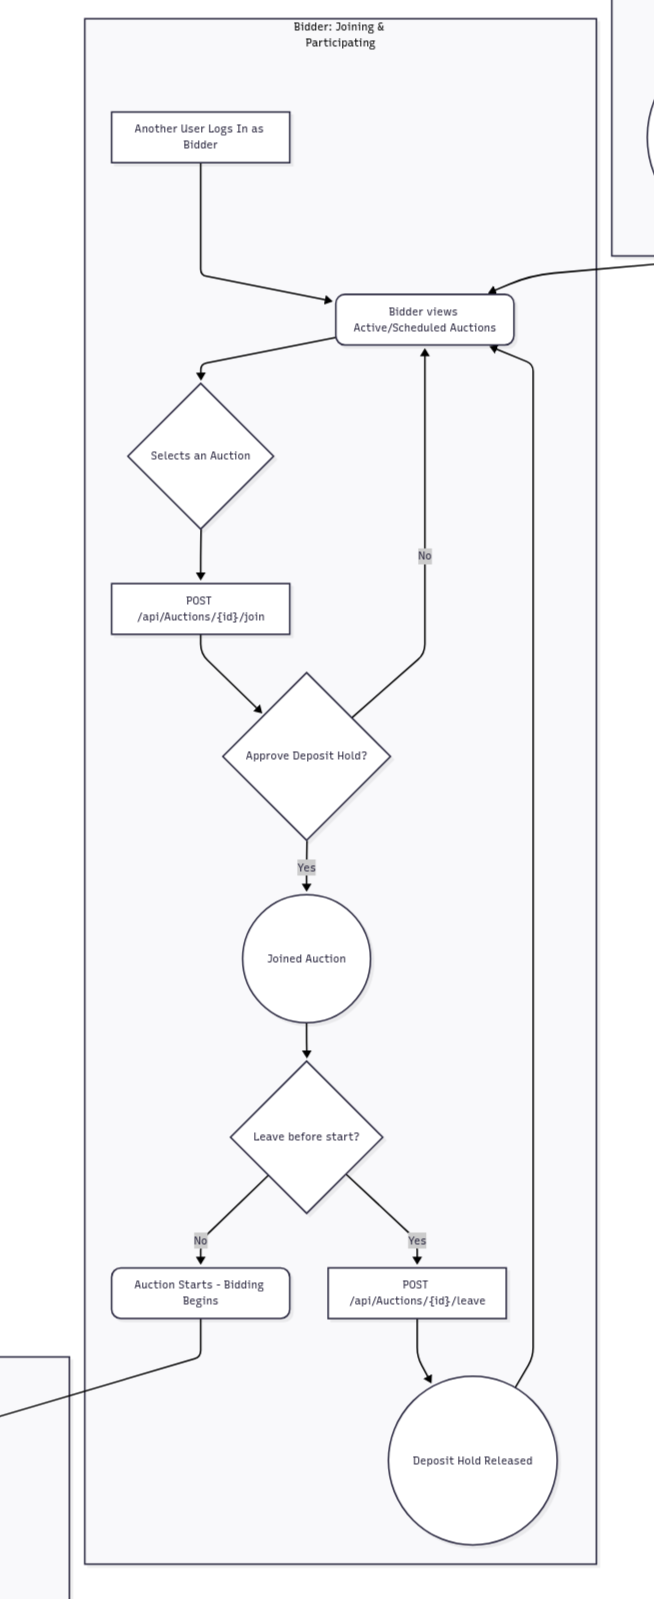 Bidder: Joining &
Participating
Another User Logs In as
Bidder
Bidder views
Active/Scheduled Auctions
Selects an Auction
No
POST
/api/Auctions/{id}/join
Approve Deposit Hold?
Yes
Joined Auction
Leave before start?
No
Yes
Auction Starts - Bidding
Begins
POST
/api/Auctions/{id}/leave
Deposit Hold Released